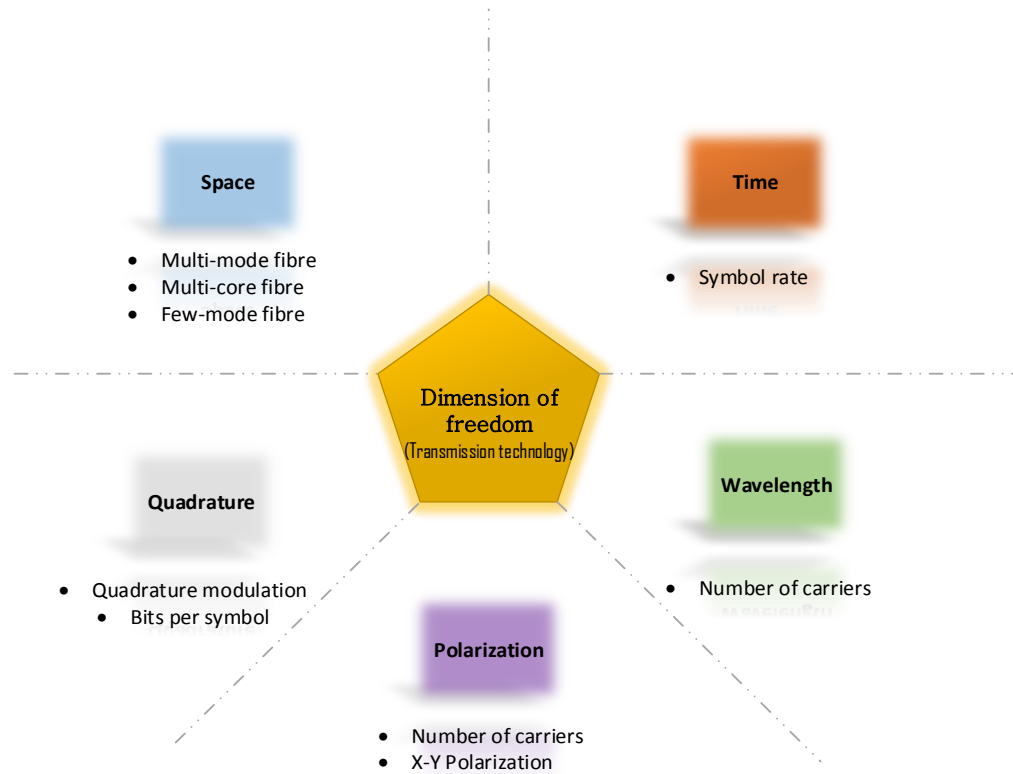 Space
• Multi-mode fibre
• Multi-core fibre
• Few-mode fibre
Time
• Symbol rate
Dimension of
freedom
(Transmission technology)
Quadrature
• Quadrature modulation
• Bits per symbol
Wavelength
• Number of carriers
Polarization
• Number of carriers
• X-Y Polarization